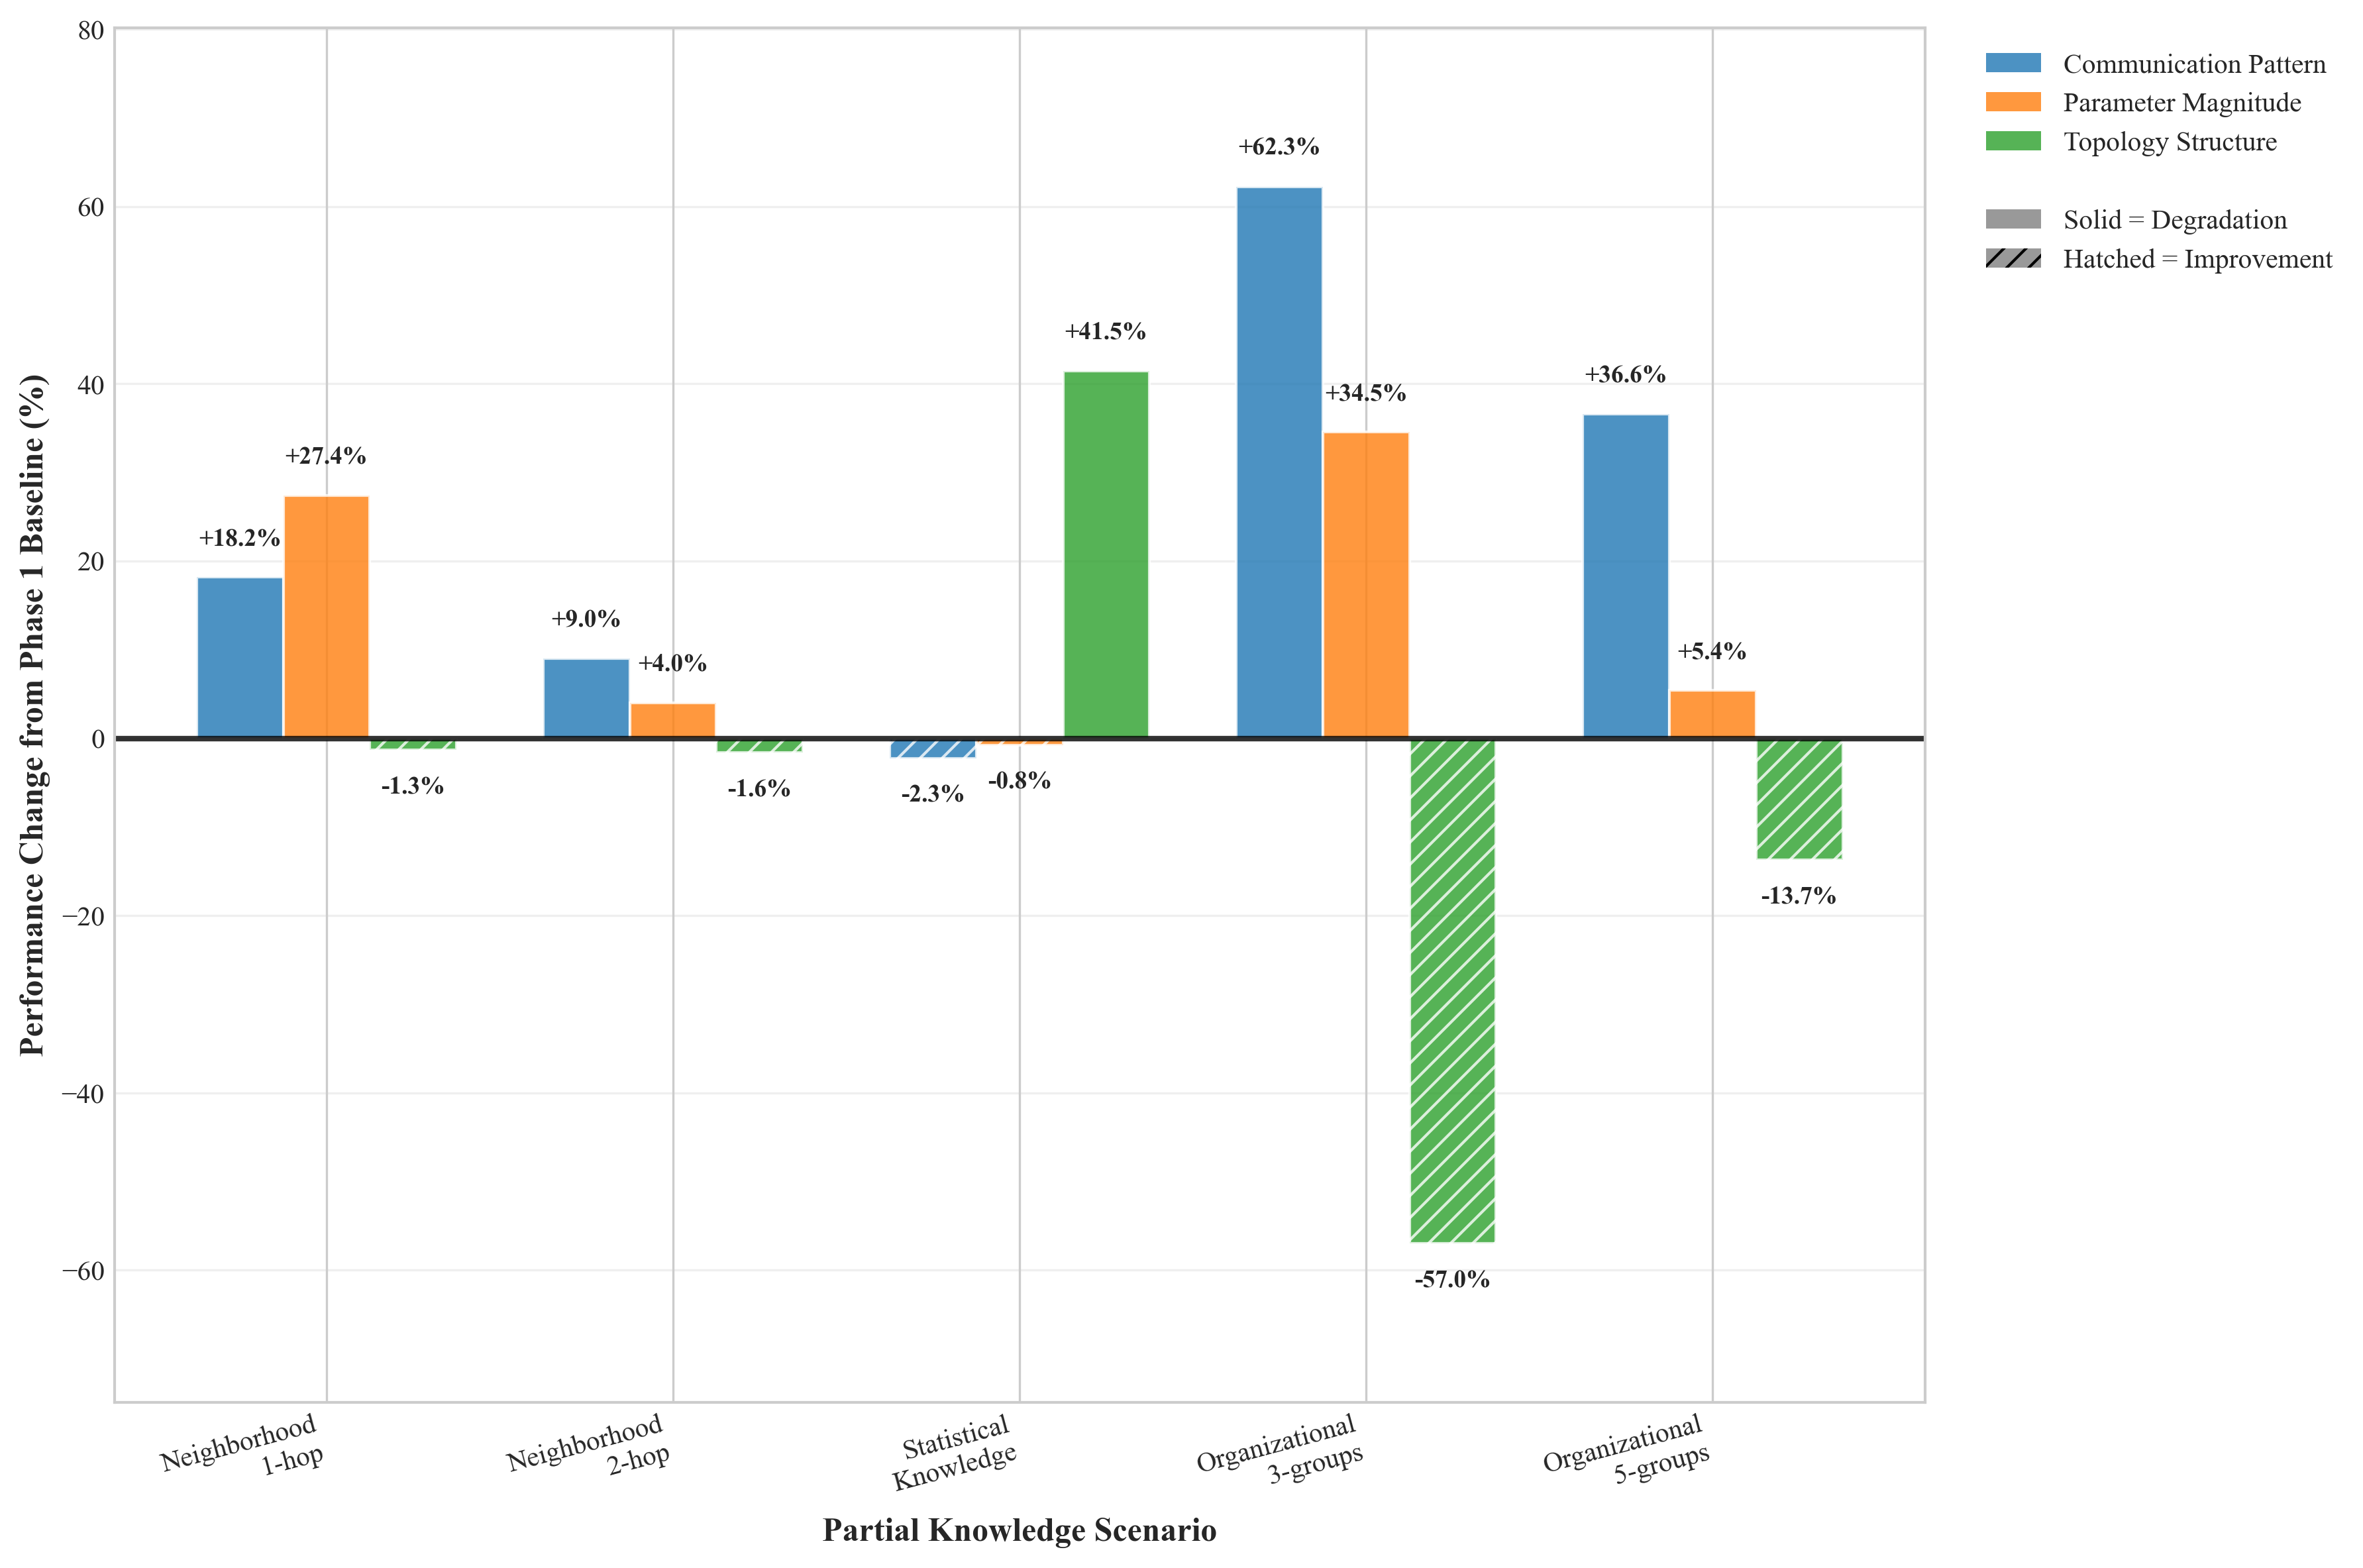 80
60
40
20
0
−20
−40
−60
Performance Change from Phase 1 Baseline (%)
+18.2%
+27.4%
-1.3%
+9.0%
+4.0%
-1.6%
-2.3%
-0.8%
+41.5%
+62.3%
+34.5%
-57.0%
+36.6%
+5.4%
-13.7%
Neighborhood
1-hop
Neighborhood
2-hop
Statistical
Knowledge
Organizational
3-groups
Organizational
5-groups
Partial Knowledge Scenario
Communication Pattern
Parameter Magnitude
Topology Structure
Solid = Degradation
Hatched = Improvement